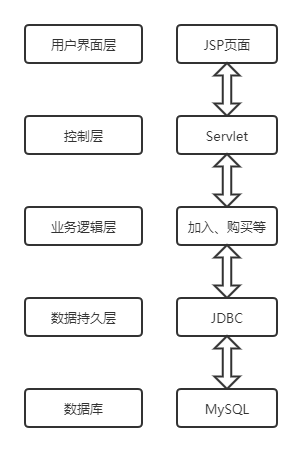 用户界面层 JSP页面
控制层 Servlet
业务逻辑层 加入、购买等
数据持久层 JDBC
数据库 MySQL